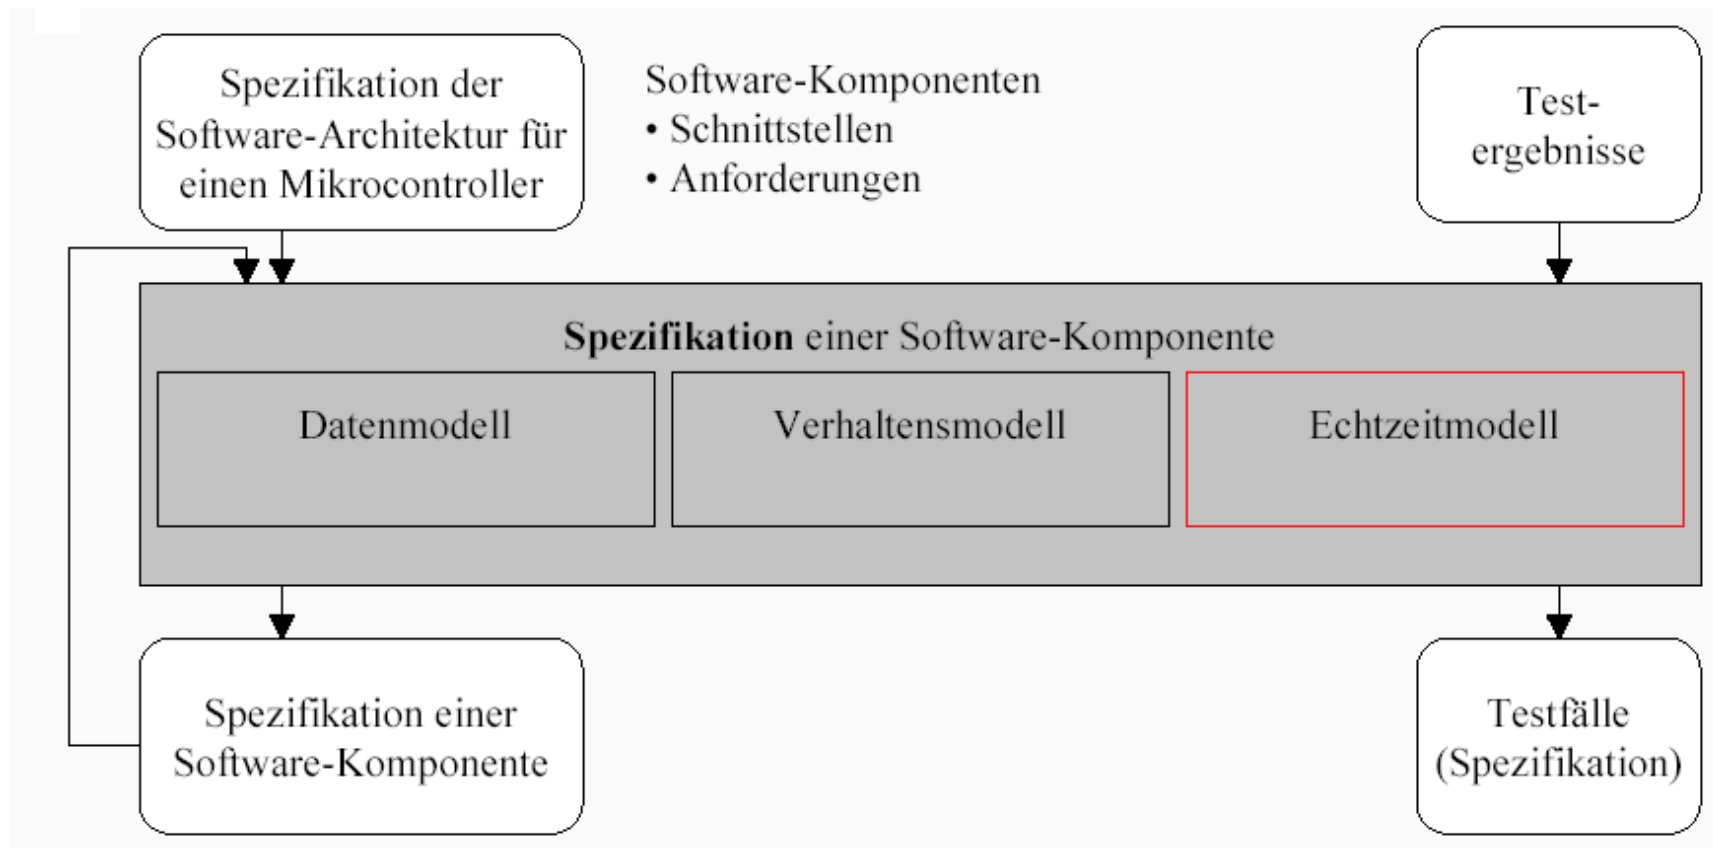 Spezifikation der
Software-Architektur für
einen Mikrocontroller
Software-Komponenten
• Schnittstellen
• Anforderungen
Test-
ergebnisse
Spezifikation einer Software-Komponente
Datenmodell
Verhaltensmodell
Echtzeitmodell
Spezifikation einer
Software-Komponente
Testfälle
(Spezifikation)